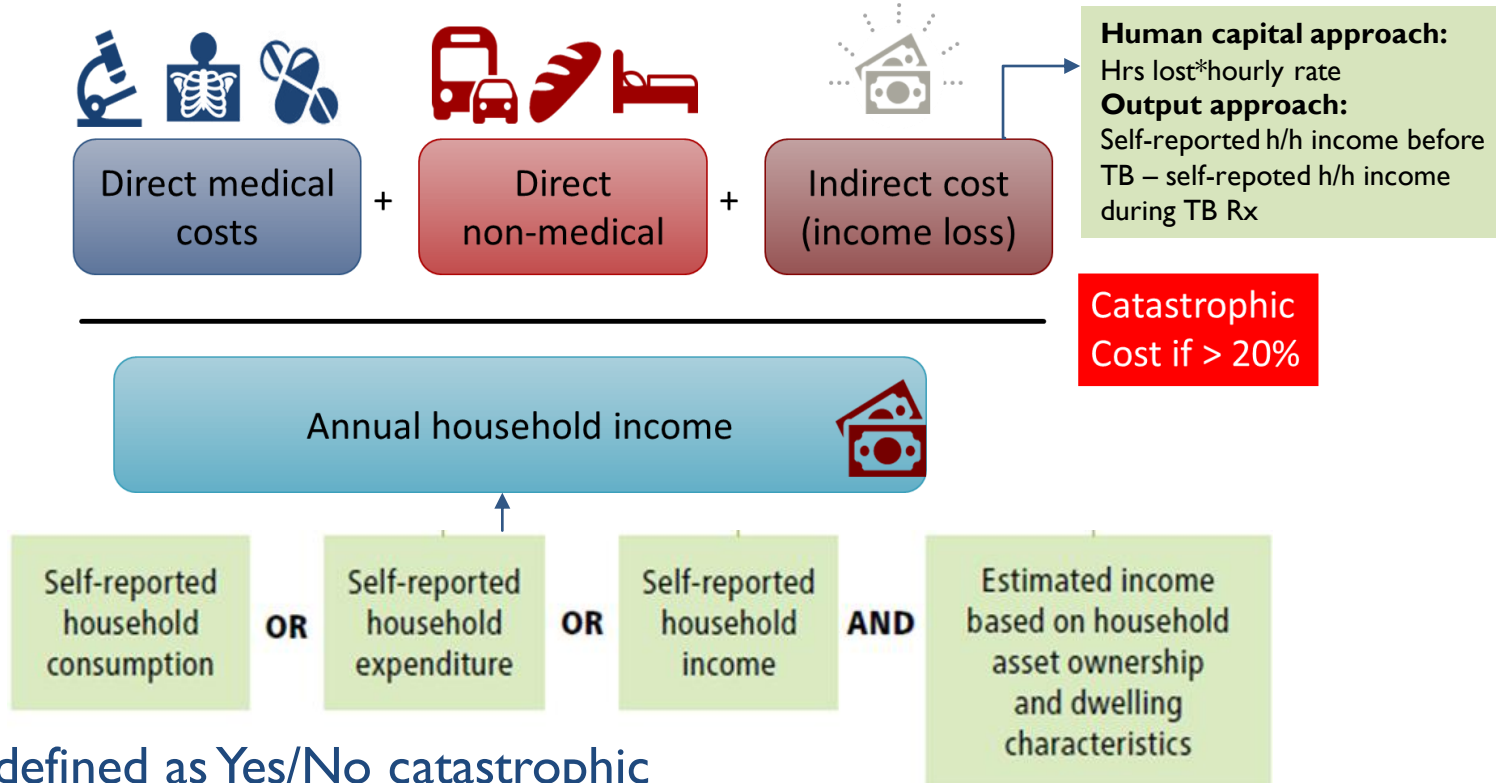 Human capital approach:
Hrs lost*hourly rate
Output approach:
Self-reported h/h income before
TB – self-repoted h/h income
during TB Rx
Direct medical
costs
+
Direct
non-medical
+
Indirect cost
(income loss)
Catastrophic
Cost if > 20%
Annual household income
Self-reported
household
consumption
OR
Self-reported
household
expenditure
OR
Self-reported
household
income
AND
Estimated income
based on household
asset ownership
and dwelling
characteristics
defined as Yes/No catastrophic